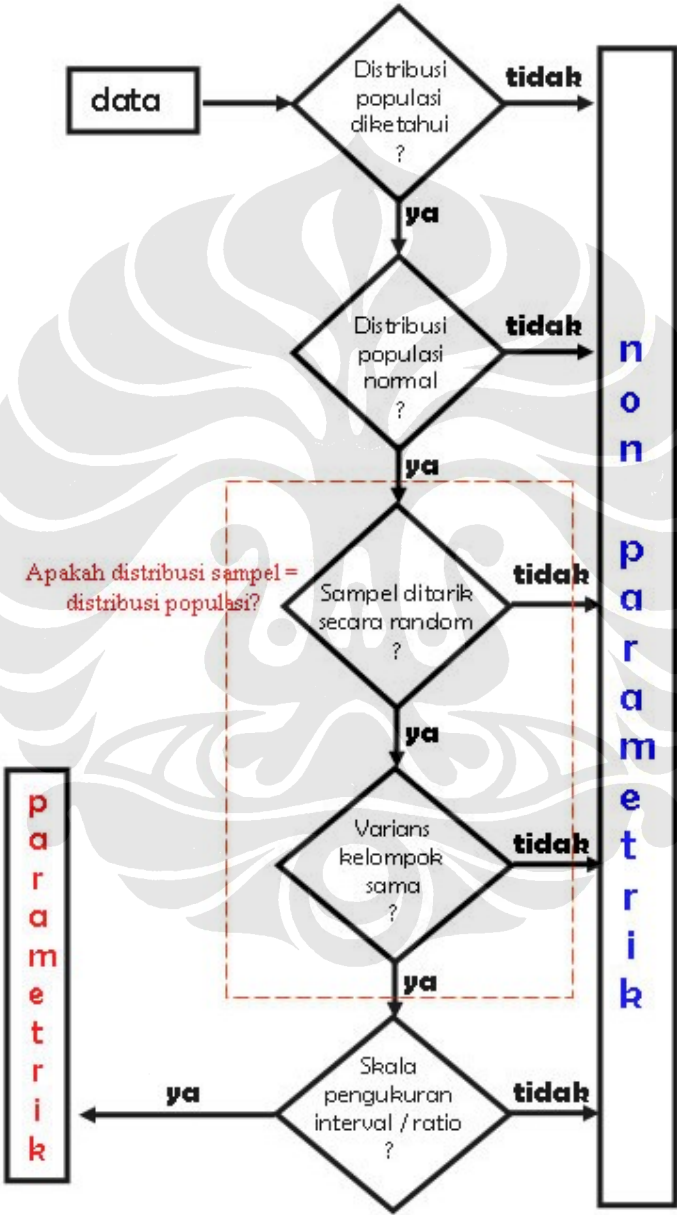 data
Distribusi
populasi
diketahui
?
tidak
ya
Distribusi
populasi
normal
?
tidak
ya
Apakah distribusi sampel =
distribusi populasi?
Sampel ditarik
secara random
?
tidak
ya
Varians
kelompok
sama
?
tidak
ya
Skala
pengukuran
interval / ratio
?
ya
tidak
parametrik
non parametrik